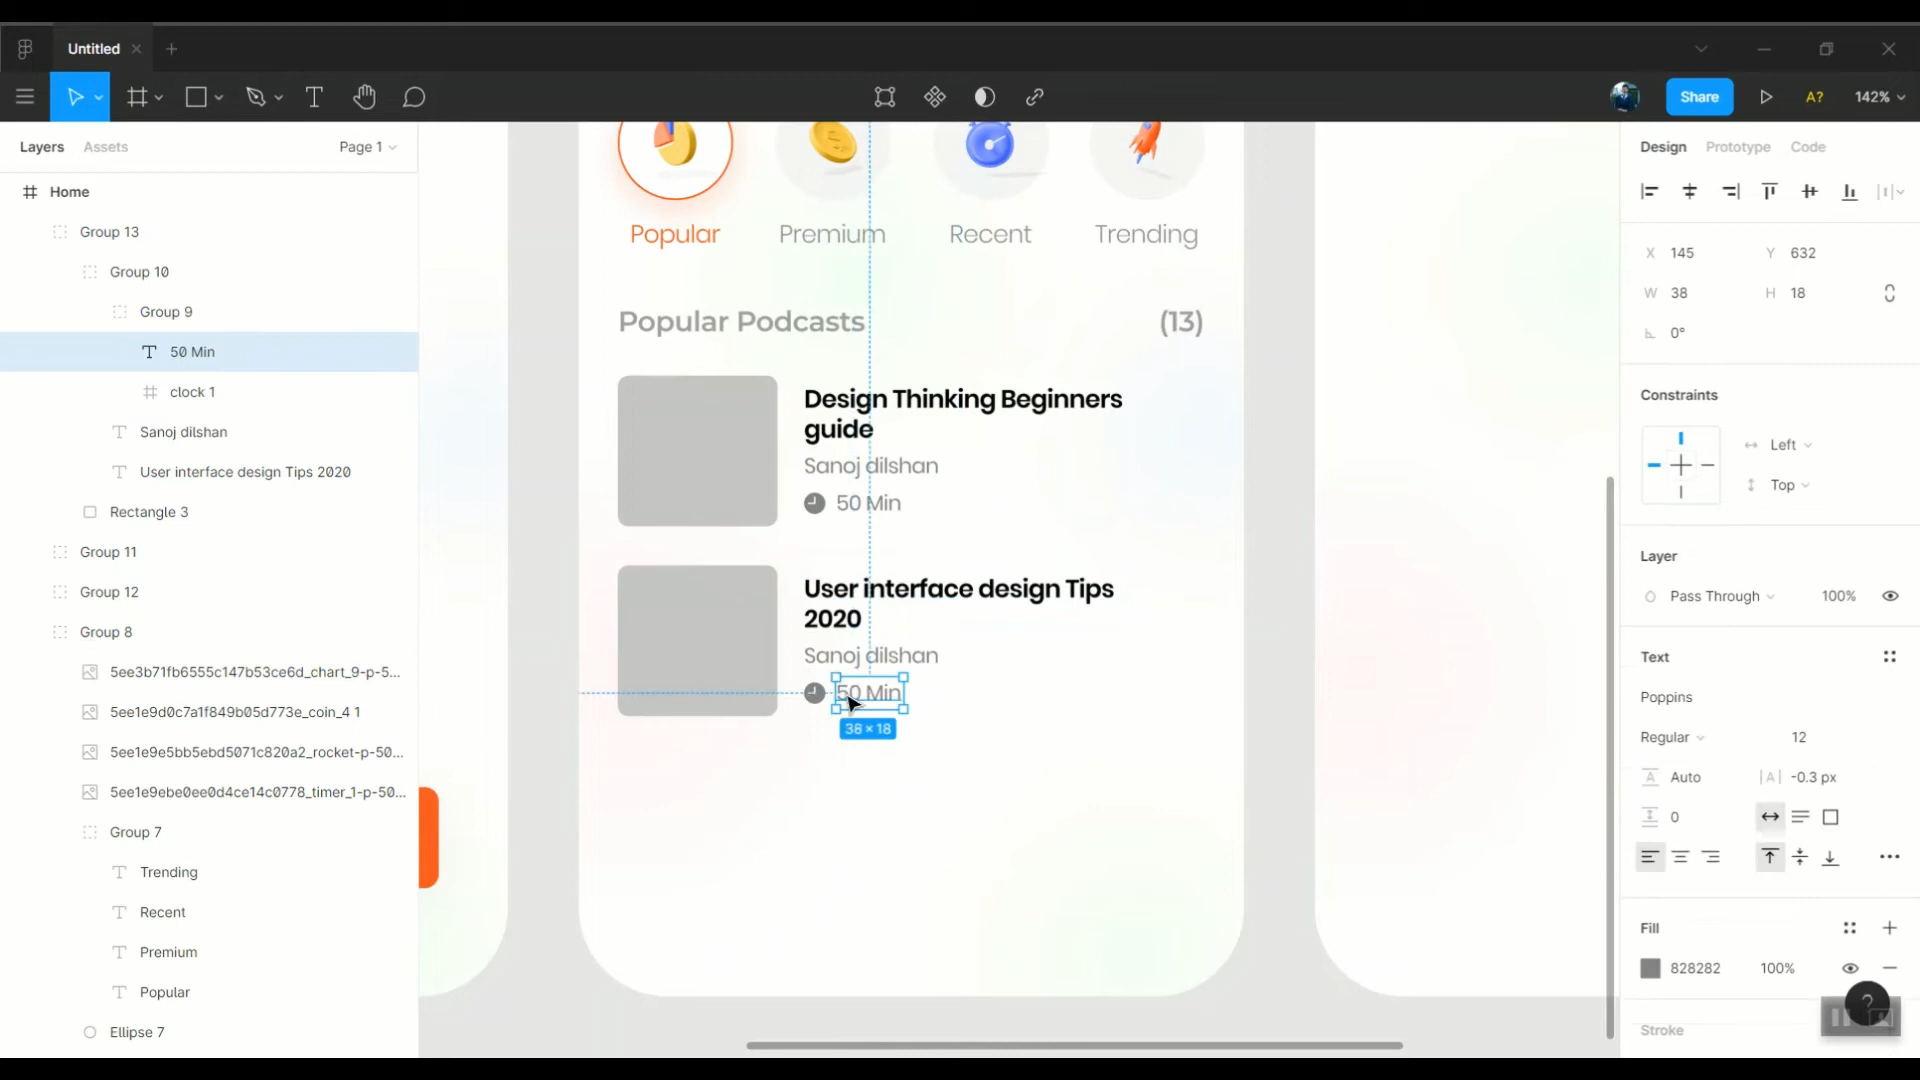 Untitled
Share
A?
142%
Layers
Assets
Page 1
Home
Group 13
Group 10
Group 9
50 Min
clock 1
Sanoj dilshan
User interface design Tips 2020
Rectangle 3
Group 11
Group 12
Group 8
5ee3b71fb6555c147b53ce6d_chart_9-p-5...
5ee1e9d0c7a1f849b05d773e_coin_4 1
5ee1e9e5bb5ebd5071c820a2_rocket-p-50...
5ee1e9ebe0ee0d4ce14c0778_timer_1-p-50...
Group 7
Trending
Recent
Premium
Popular
Ellipse 7
Popular
Premium
Recent
Trending
Popular Podcasts
(13)
Design Thinking Beginners
guide
Sanoj dilshan
50 Min
User interface design Tips
2020
Sanoj dilshan
50 Min
38 × 18
Design
Prototype
Code
X 145
Y 632
W 38
H 18
0°
Constraints
Left
Top
Layer
Pass Through
100%
Text
Poppins
Regular
12
Auto
|A| -0.3 px
0
Fill
828282
100%
?
Stroke